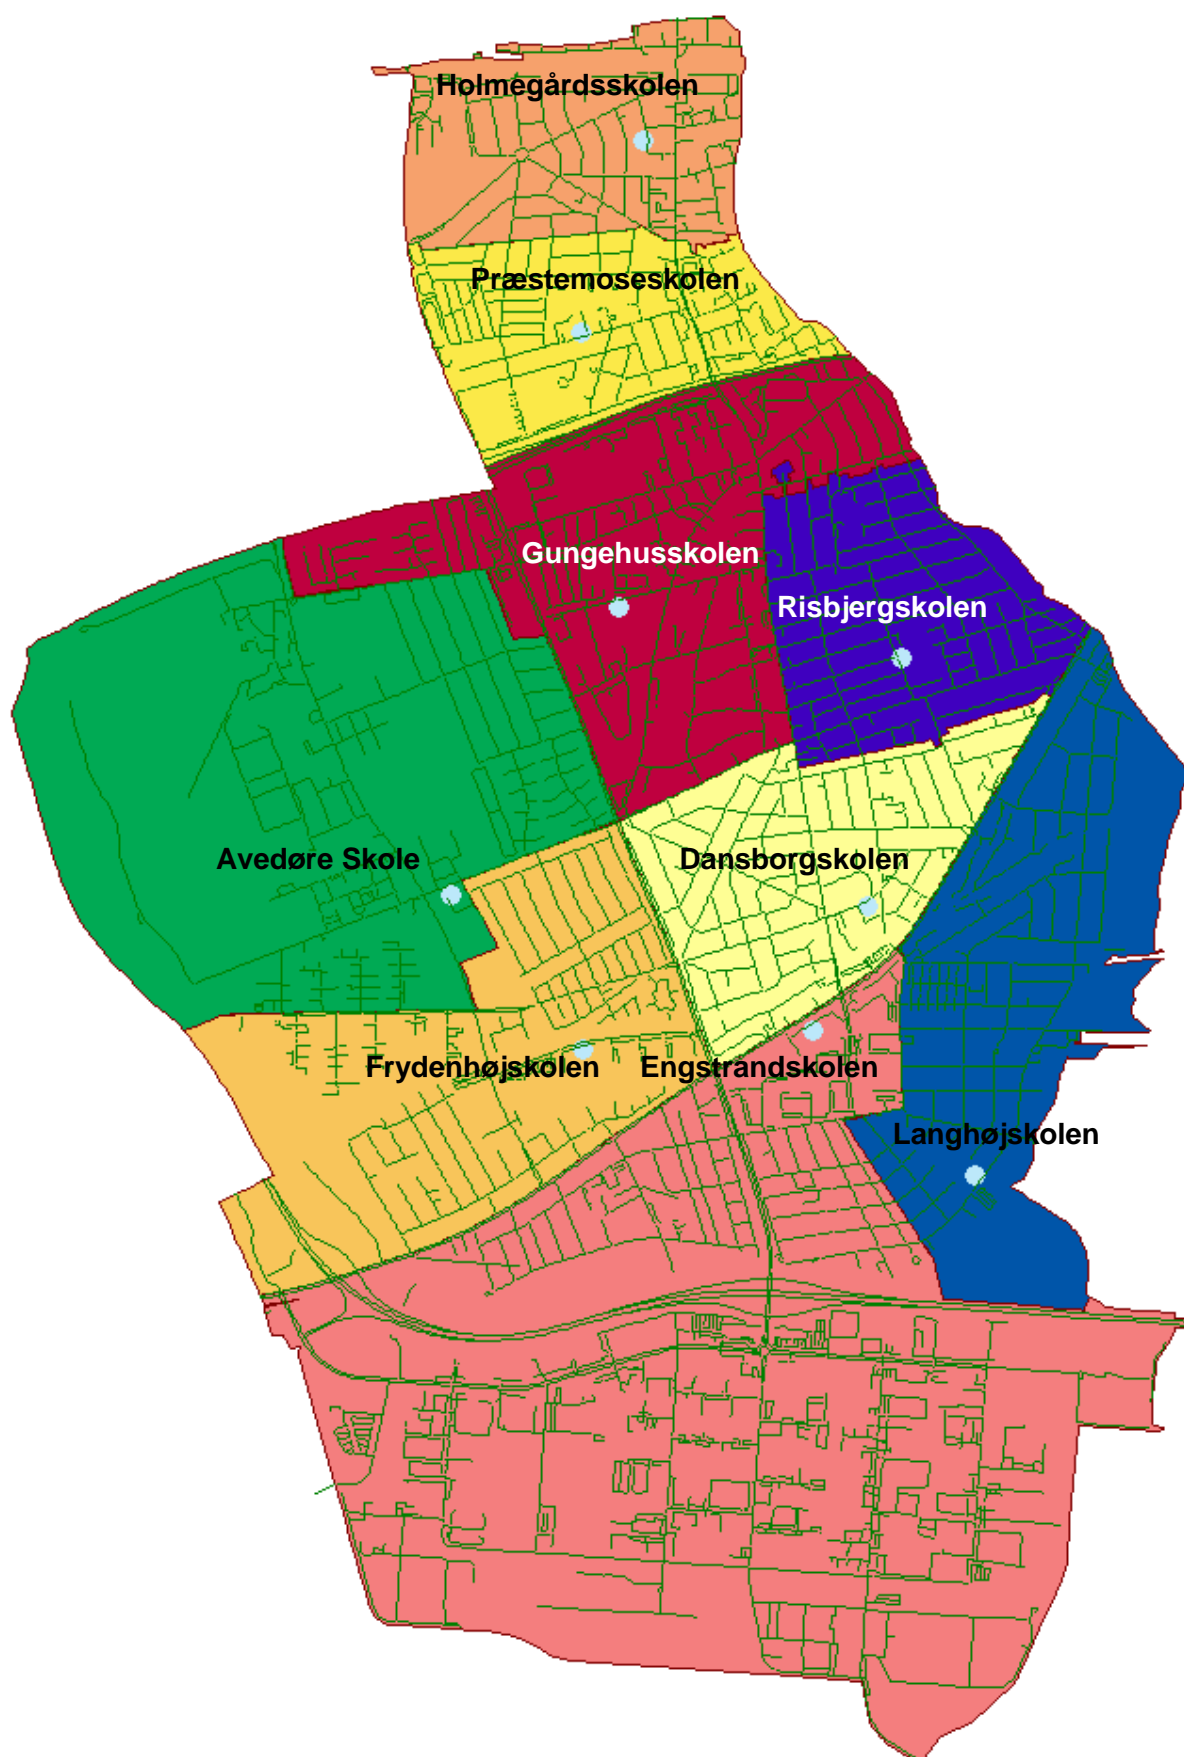 Holmegårdsskolen
Præstemoseskolen
Gungehusskolen
Risbjergskolen
Avedøre Skole
Dansborgskolen
Frydenhøjskolen
Engstrandskolen
Langhøjskolen